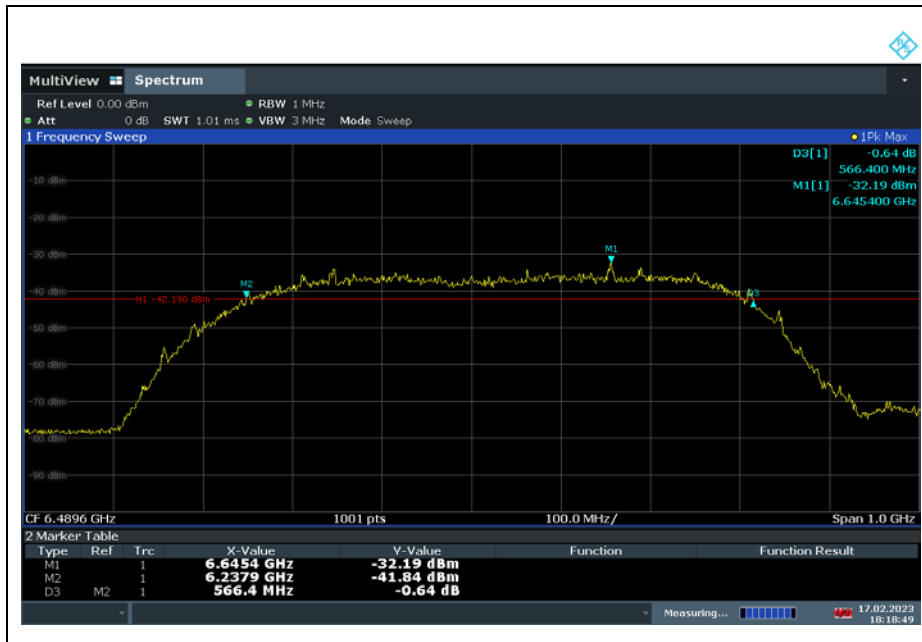 R&S
MultiView Spectrum
Ref Level 0.00 dBm RBW 1 MHz
Att 0 dB SWT 1.01 ms VBW 3 MHz Mode Sweep
1 Frequency Sweep 1Pk Max
D3[1] -0.64 dB
566.400 MHz
M1[1] -32.19 dBm
6.645400 GHz
-10 dBm
-20 dBm
-30 dBm
M1
M2
-40 dBm
H1 -42.190 dBm
D3
-50 dBm
-60 dBm
-70 dBm
-80 dBm
-90 dBm
CF 6.4896 GHz 1001 pts 100.0 MHz/ Span 1.0 GHz
2 Marker Table
Type Ref Trc X-Value Y-Value Function Function Result
M1 1 6.6454 GHz -32.19 dBm
M2 1 6.2379 GHz -41.84 dBm
D3 M2 1 566.4 MHz -0.64 dB
Measuring... 17.02.2023
18:18:49